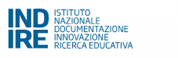 INDIRE
ISTITUTO
NAZIONALE
DOCUMENTAZIONE
INNOVAZIONE
RICERCA EDUCATIVA